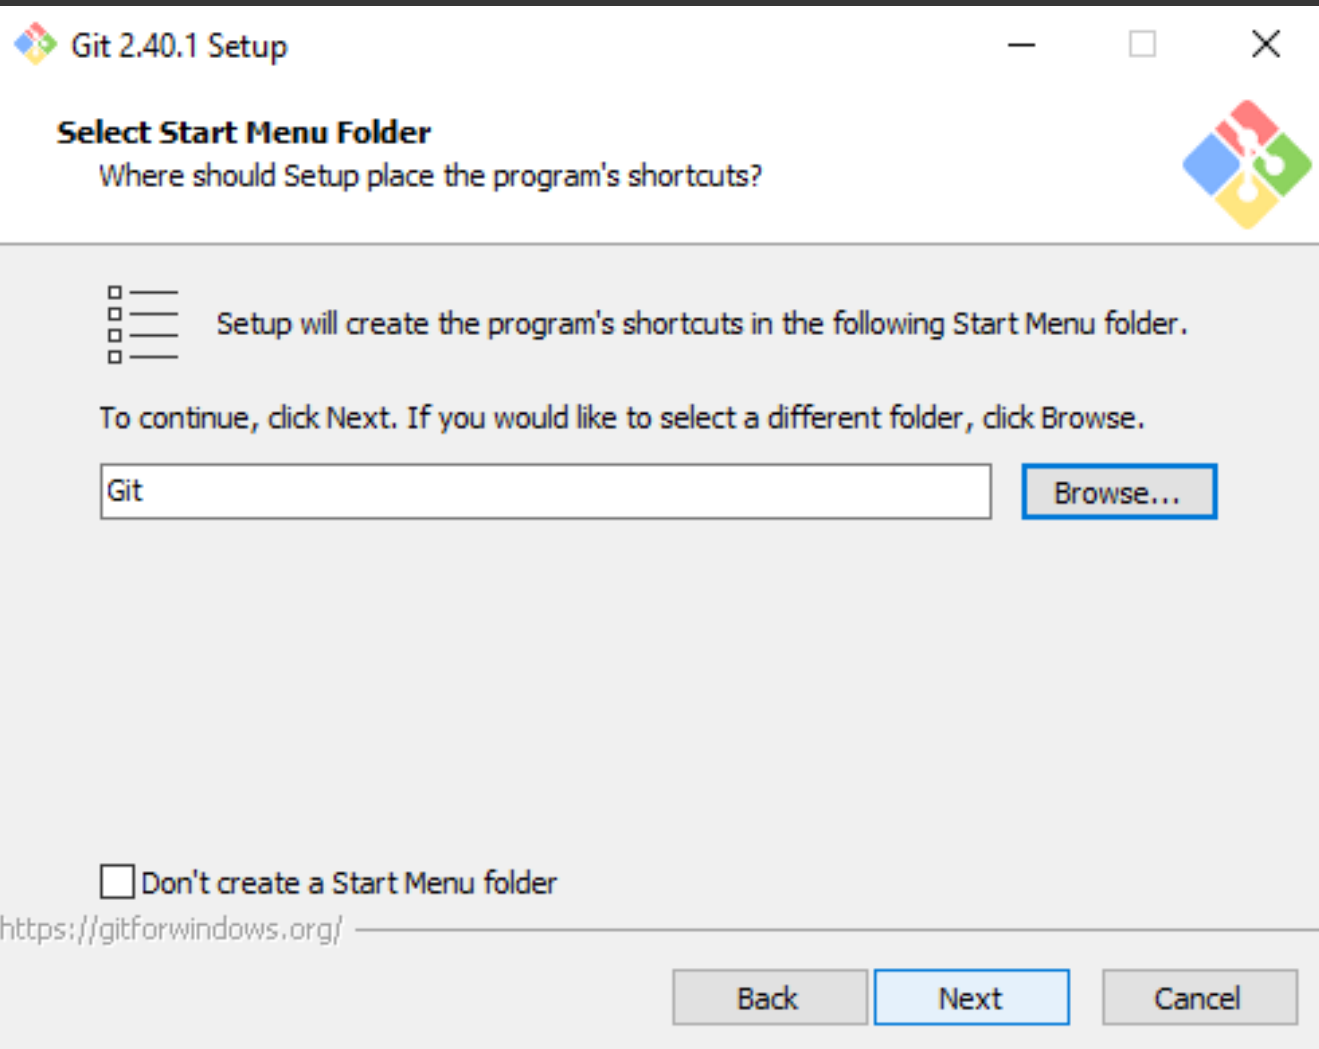 Git 2.40.1 Setup
Select Start Menu Folder
Where should Setup place the program's shortcuts?
Setup will create the program's shortcuts in the following Start Menu folder.
To continue, click Next. If you would like to select a different folder, click Browse.
Git
Browse...
Don't create a Start Menu folder
https://gitforwindows.org/
Back
Next
Cancel